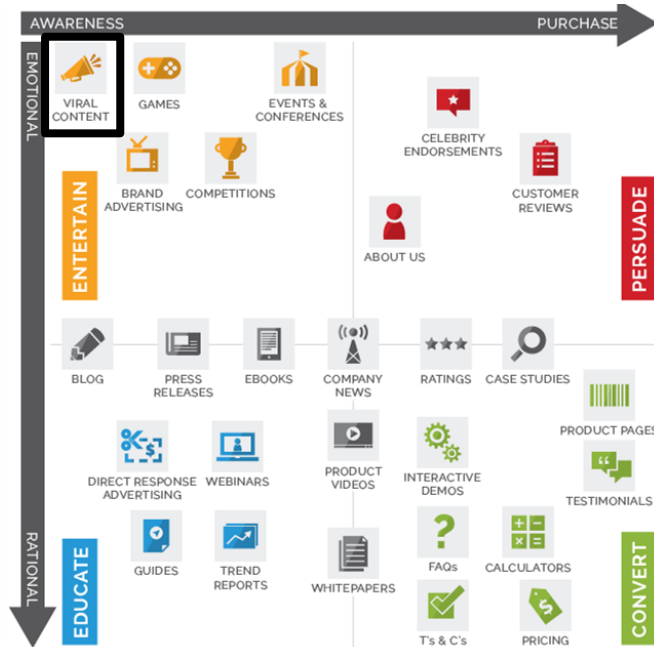 AWARENESS
PURCHASE
EMOTIONAL
VIRAL
CONTENT
GAMES
EVENTS &
CONFERENCES
CELEBRITY
ENDORSEMENTS
BRAND
ADVERTISING
COMPETITIONS
CUSTOMER
REVIEWS
ENTERTAIN
PERSUADE
ABOUT US
BLOG
PRESS
RELEASES
EBOOKS
COMPANY
NEWS
RATINGS
CASE STUDIES
PRODUCT PAGES
DIRECT RESPONSE
ADVERTISING
WEBINARS
PRODUCT
VIDEOS
INTERACTIVE
DEMOS
TESTIMONIALS
RATIONAL
EDUCATE
GUIDES
TREND
REPORTS
WHITEPAPERS
FAQs
CALCULATORS
CONVERT
T's & C's
PRICING